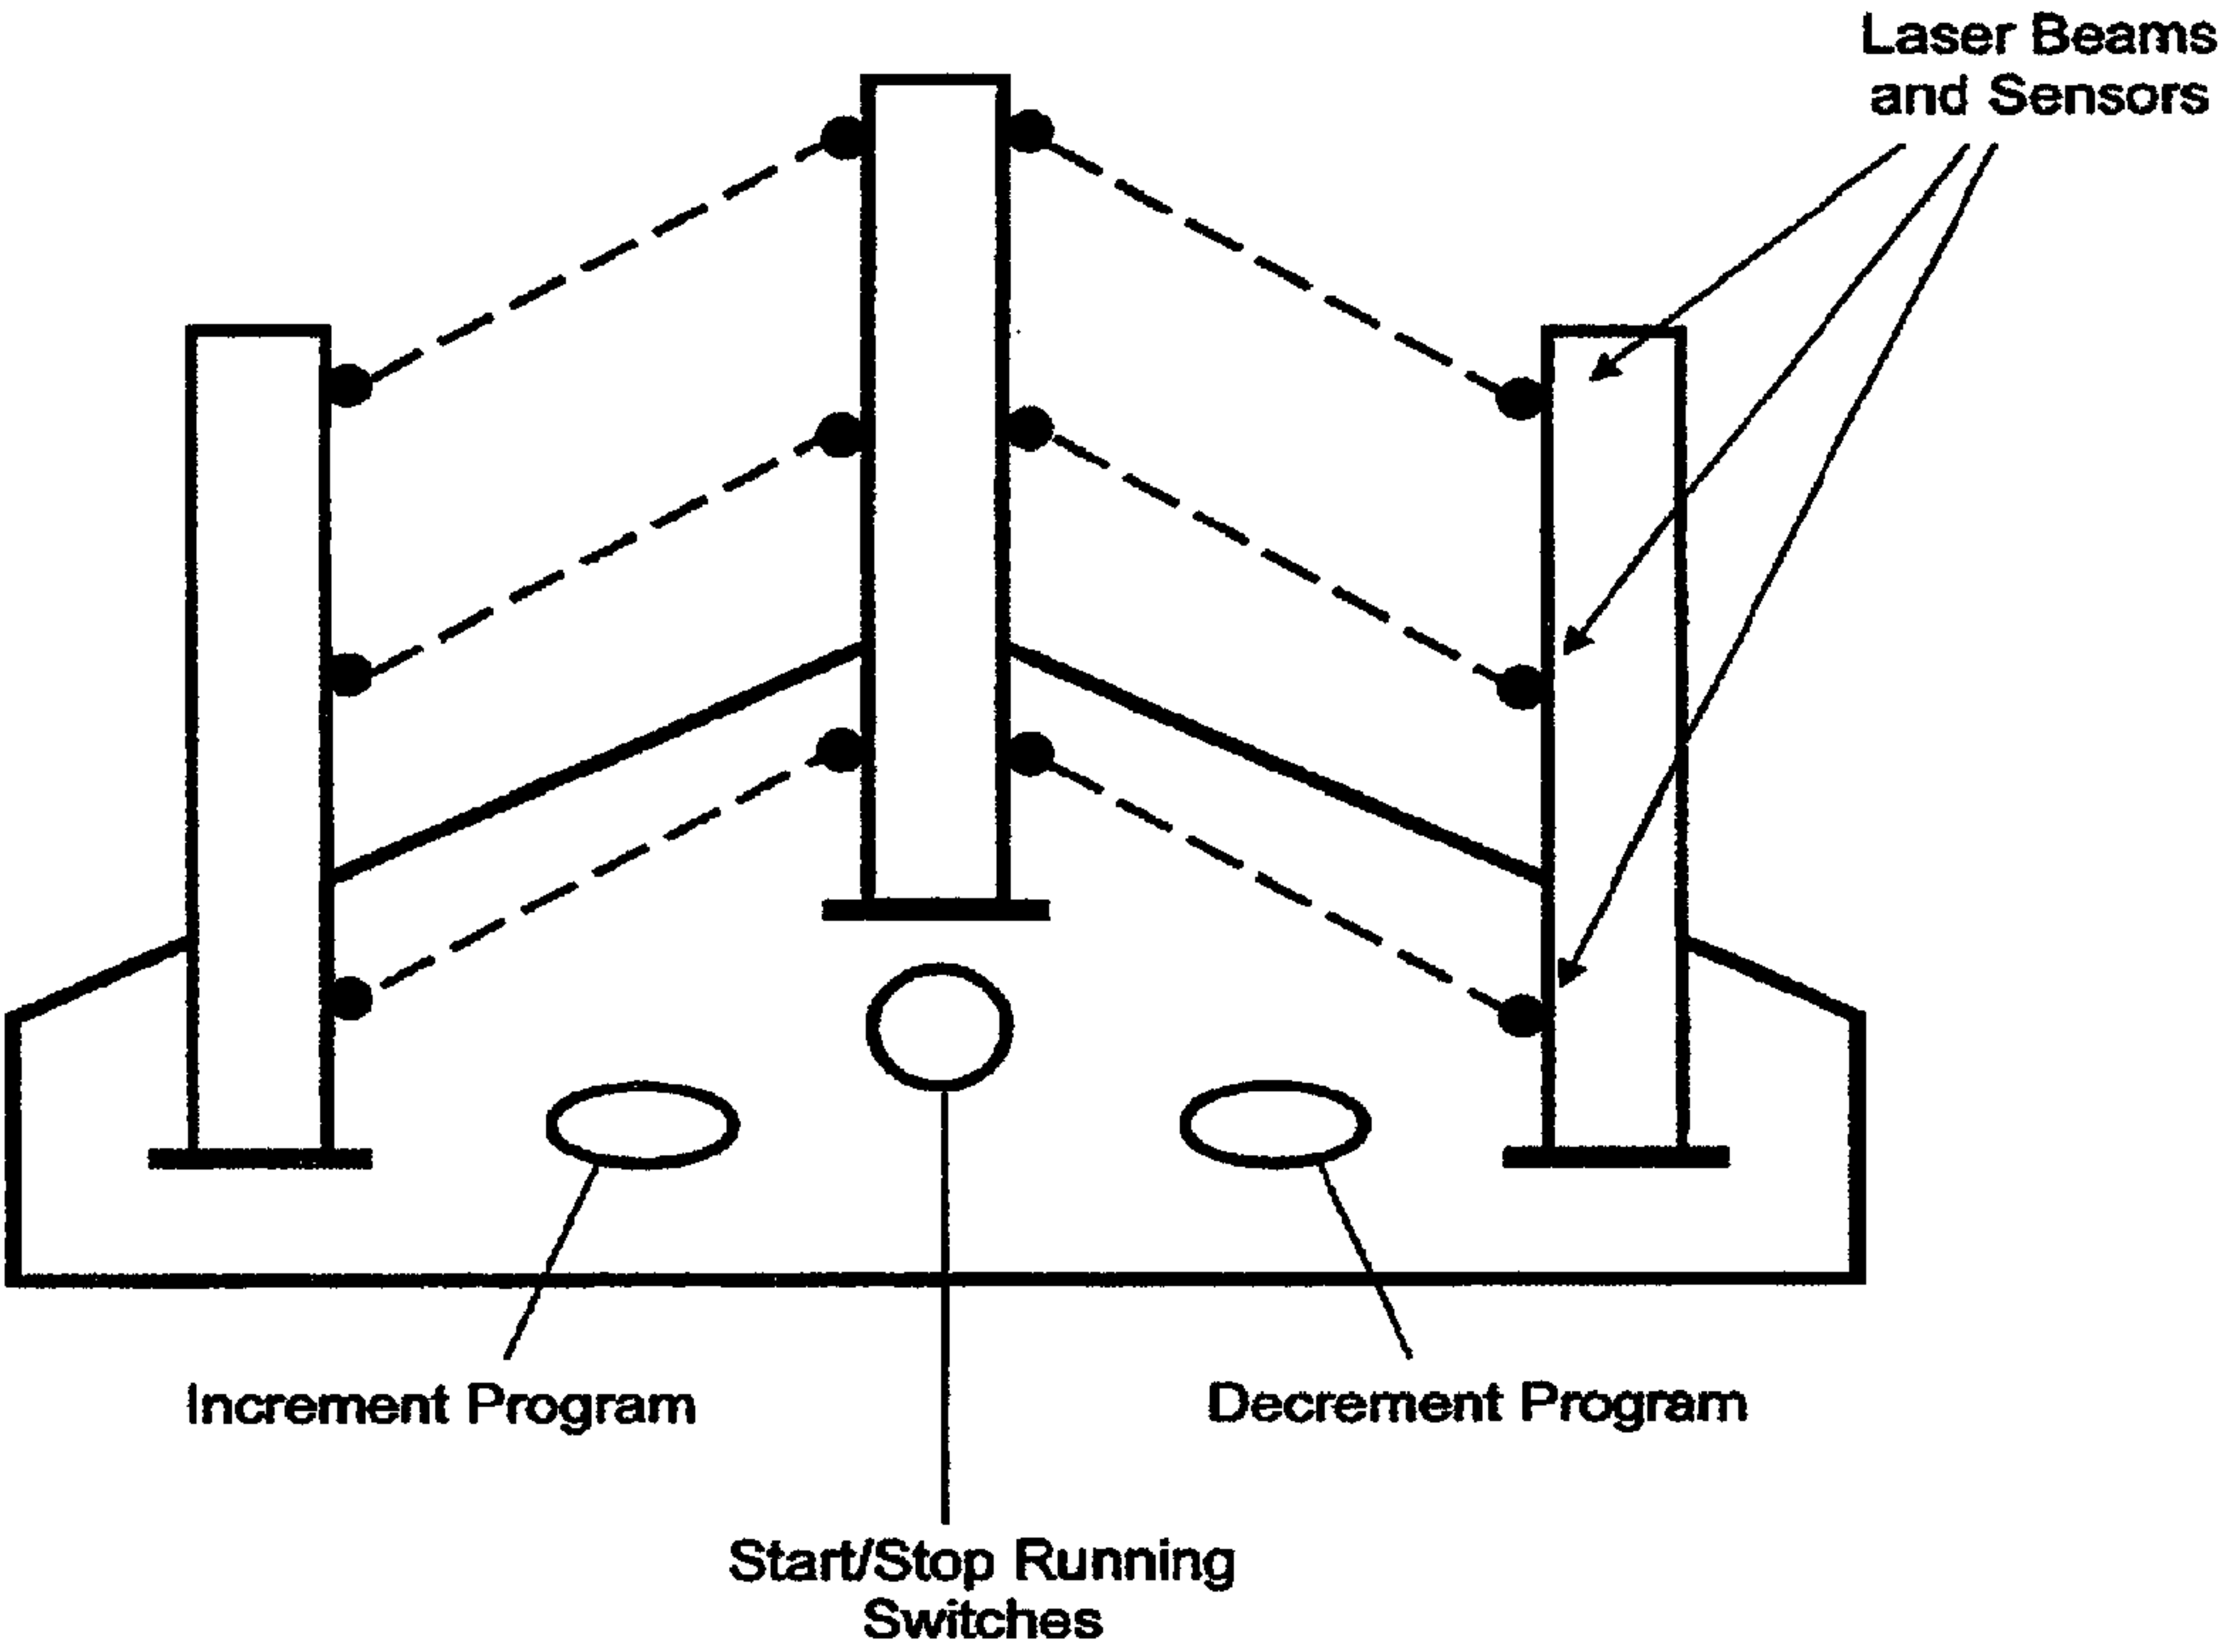 Laser Beams
and Sensors
Increment Program
Decrement Program
Start/Stop Running
Switches